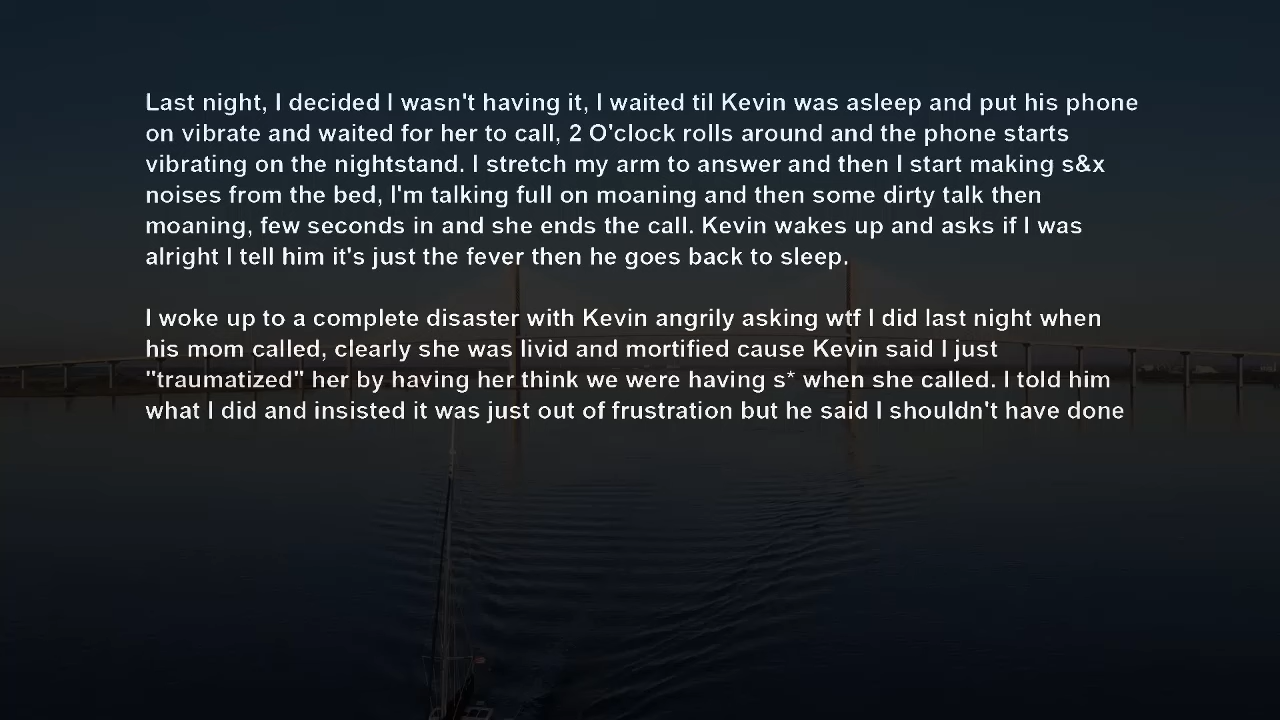 Last night, I decided I wasn't having it, I waited til Kevin was asleep and put his phone
on vibrate and waited for her to call, 2 O'clock rolls around and the phone starts
vibrating on the nightstand. I stretch my arm to answer and then I start making s&x
noises from the bed, I'm talking full on moaning and then some dirty talk then
moaning, few seconds in and she ends the call. Kevin wakes up and asks if I was
alright I tell him it's just the fever then he goes back to sleep.
I woke up to a complete disaster with Kevin angrily asking wtf I did last night when
his mom called, clearly she was livid and mortified cause Kevin said I just
"traumatized" her by having her think we were having s* when she called. I told him
what I did and insisted it was just out of frustration but he said I shouldn't have done